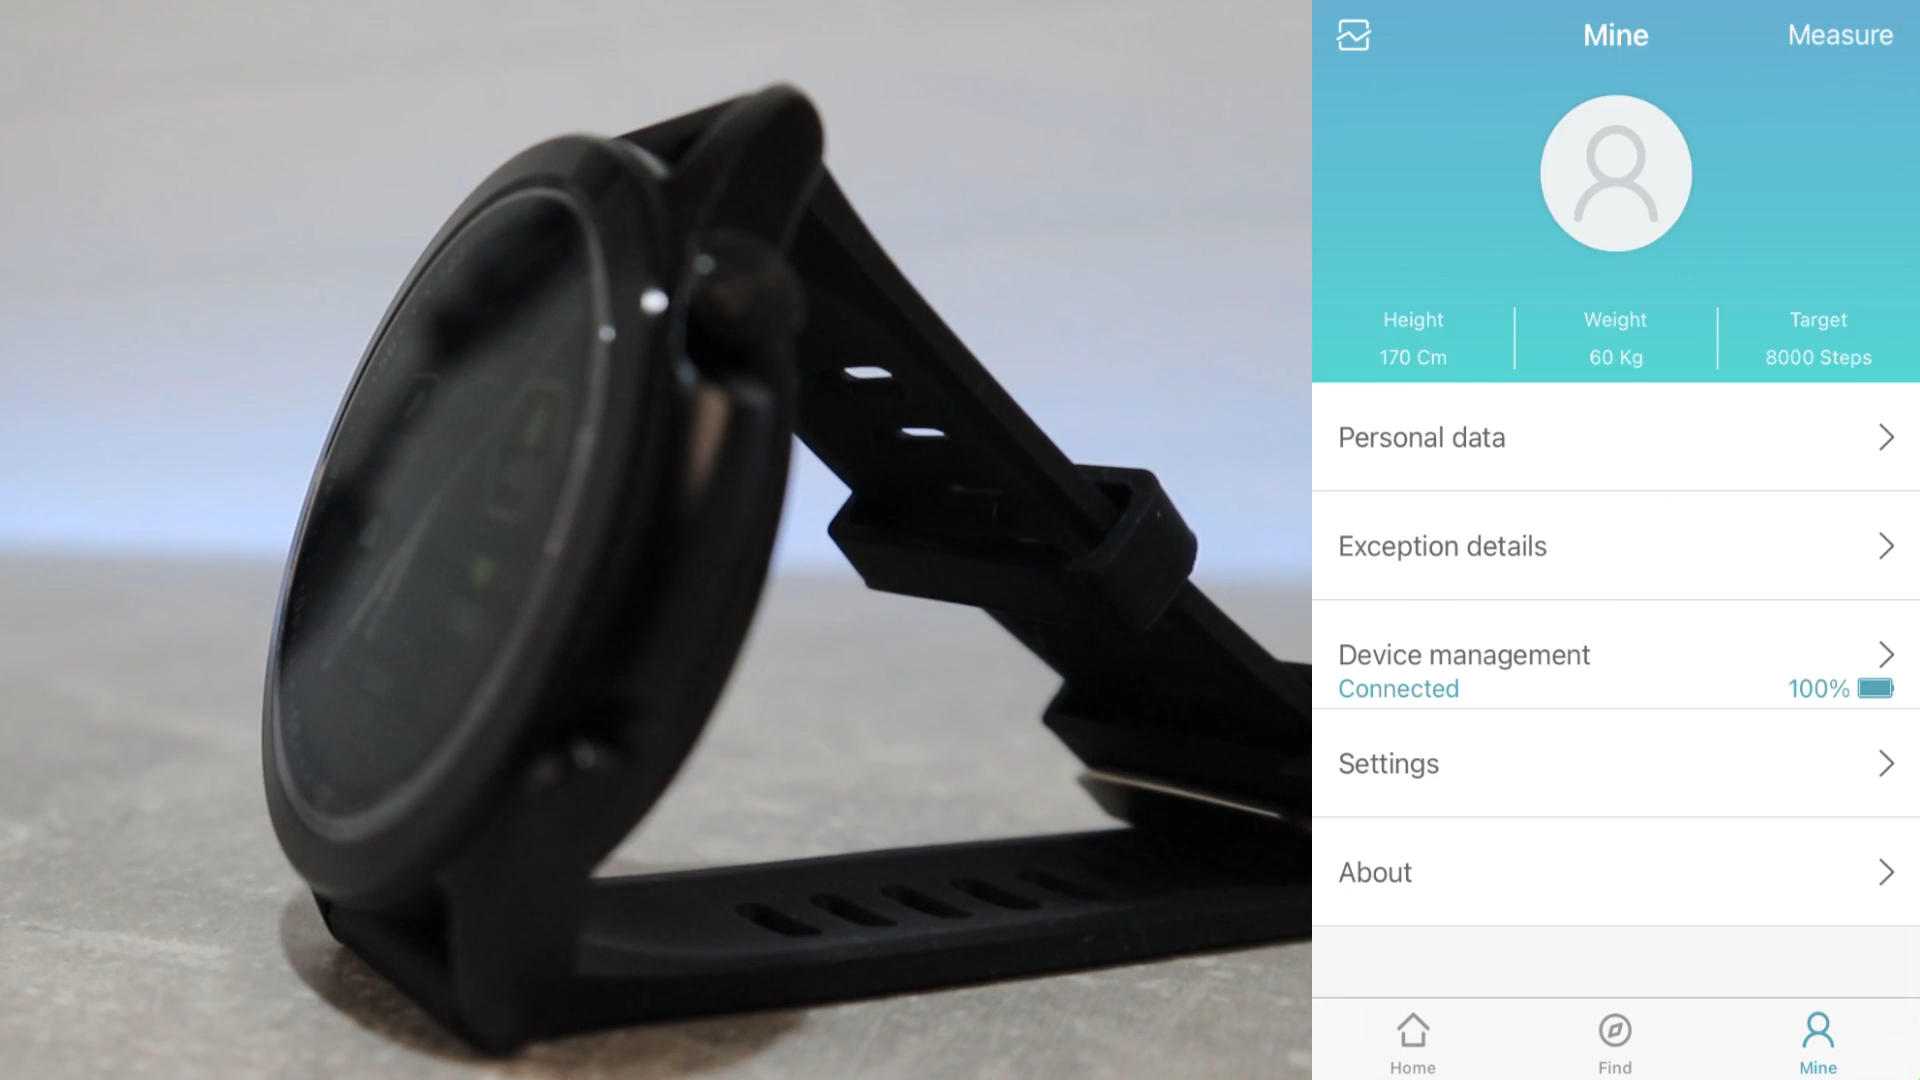 Mine
Measure
Height
Weight
Target
170 Cm
60 Kg
8000 Steps
Personal data
Exception details
Device management
Connected
100%
Settings
About
Home
Find
Mine